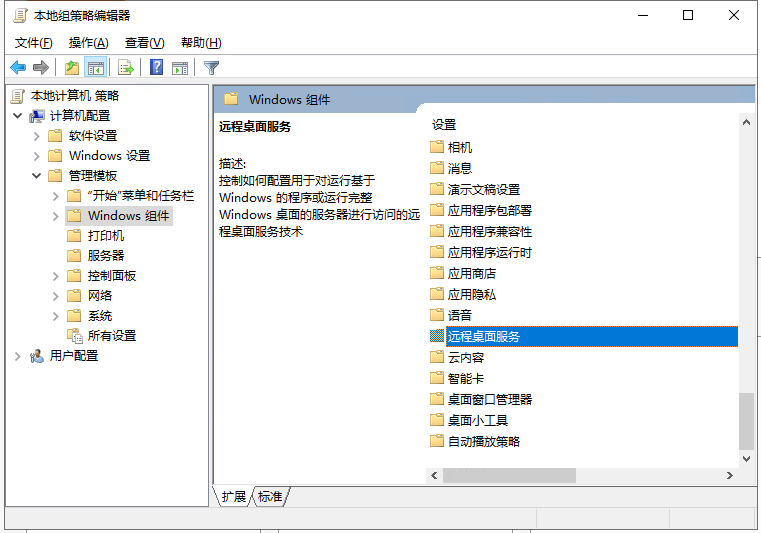 本地组策略编辑器
文件(F) 操作(A) 查看(V) 帮助(H)
本地计算机 策略
计算机配置
软件设置
Windows 设置
管理模板
“开始”菜单和任务栏
Windows 组件
打印机
服务器
控制面板
网络
系统
所有设置
用户配置
Windows 组件
远程桌面服务
描述:
控制如何配置用于对运行基于
Windows 的程序或运行完整
Windows 桌面的服务器进行访问的远
程桌面服务技术
设置
相机
消息
演示文稿设置
应用程序包部署
应用程序兼容性
应用程序运行时
应用商店
应用隐私
语音
远程桌面服务
云内容
智能卡
桌面窗口管理器
桌面小工具
自动播放策略
扩展 标准